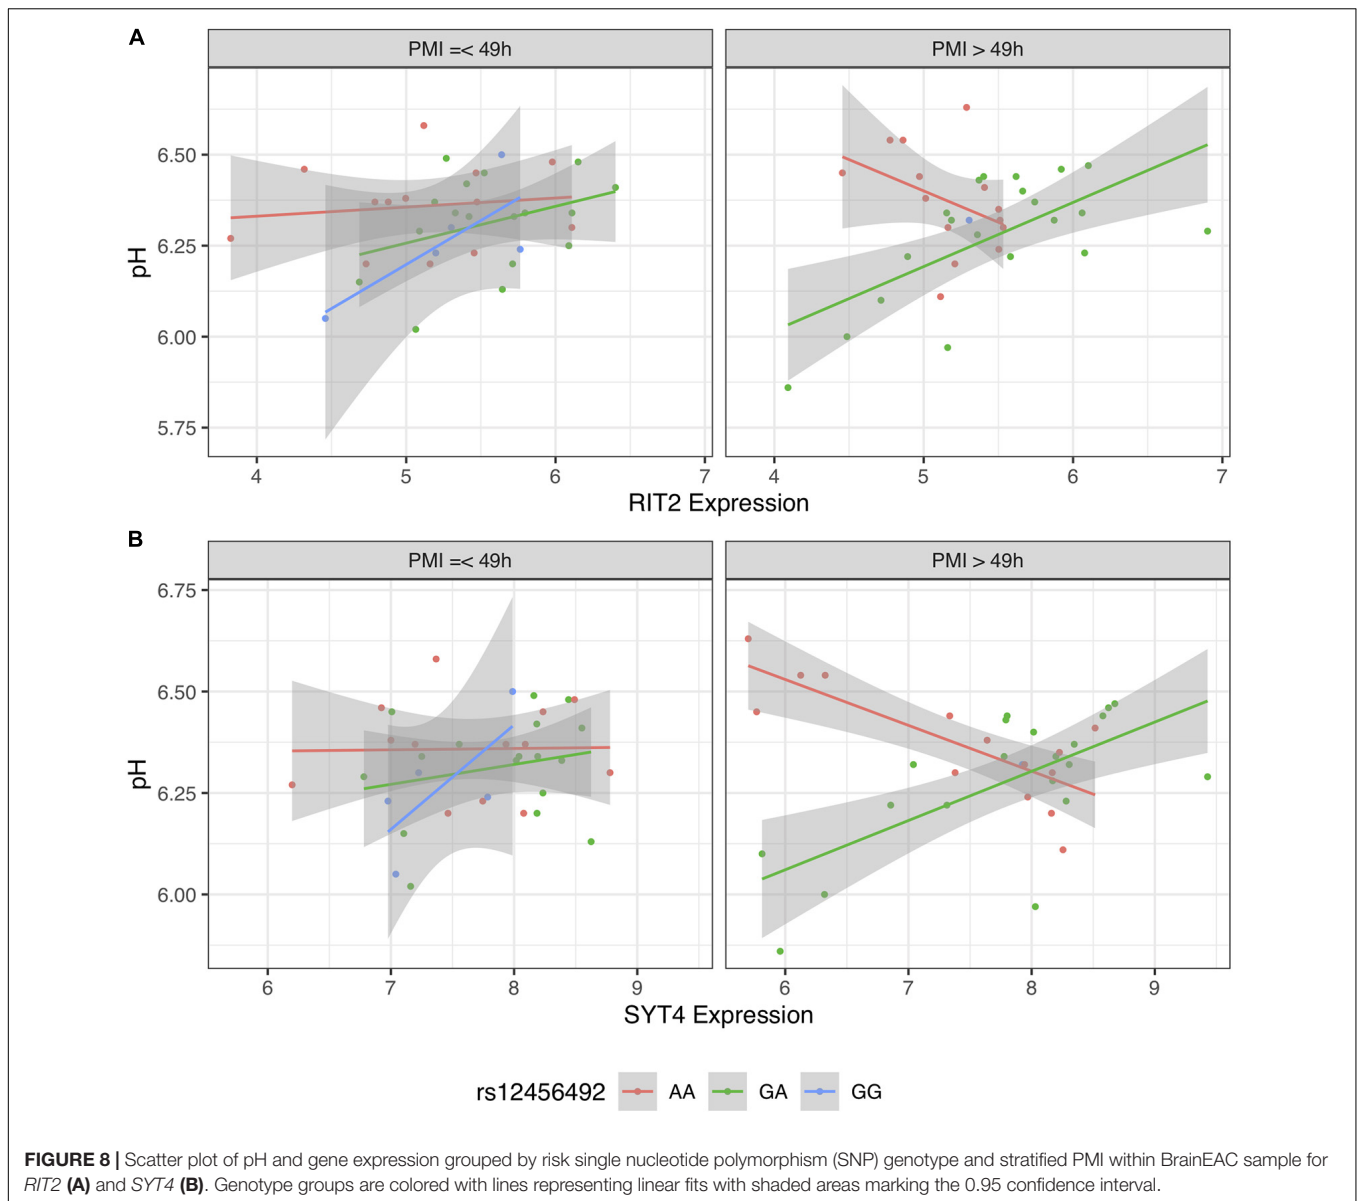 A
PMI =< 49h
PMI > 49h
6.50
6.25
6.00
5.75
pH
4 5 6 7
4 5 6 7
RIT2 Expression
B
PMI =< 49h
PMI > 49h
6.75
6.50
6.25
6.00
pH
6 7 8 9
6 7 8 9
SYT4 Expression
rs12456492 AA GA GG
FIGURE 8 | Scatter plot of pH and gene expression grouped by risk single nucleotide polymorphism (SNP) genotype and stratified PMI within BrainEAC sample for
RIT2 (A) and SYT4 (B). Genotype groups are colored with lines representing linear fits with shaded areas marking the 0.95 confidence interval.